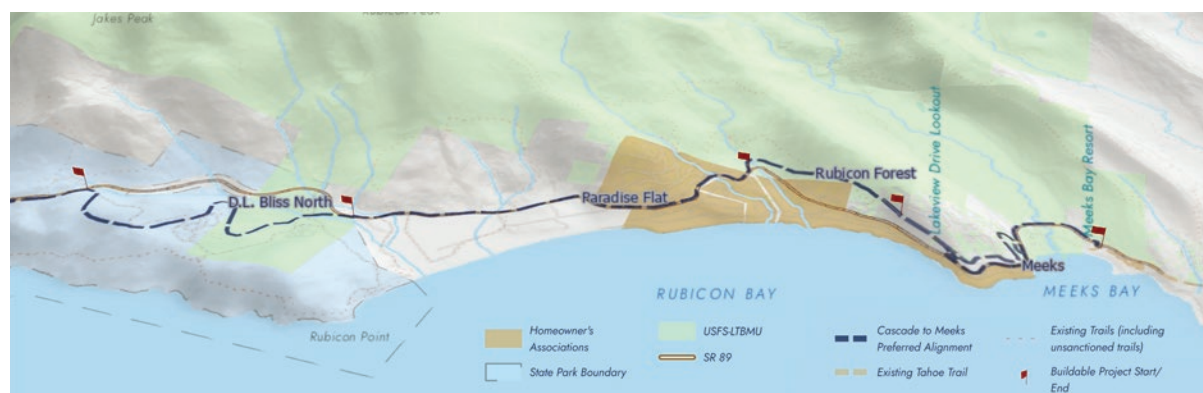 Jakes Peak
Rubicon Peak
D.L. Bliss North
Paradise Flat
Rubicon Forest
Lakeview Drive Lookout
Meeks Bay Resort
Meeks
RUBICON BAY
MEEKS BAY
Rubicon Point
Homeowner's
Associations
State Park Boundary
USFS-LTBMU
SR 89
Cascade to Meeks
Preferred Alignment
Existing Tahoe Trail
Existing Trails (including
unsanctioned trails)
Buildable Project Start/
End